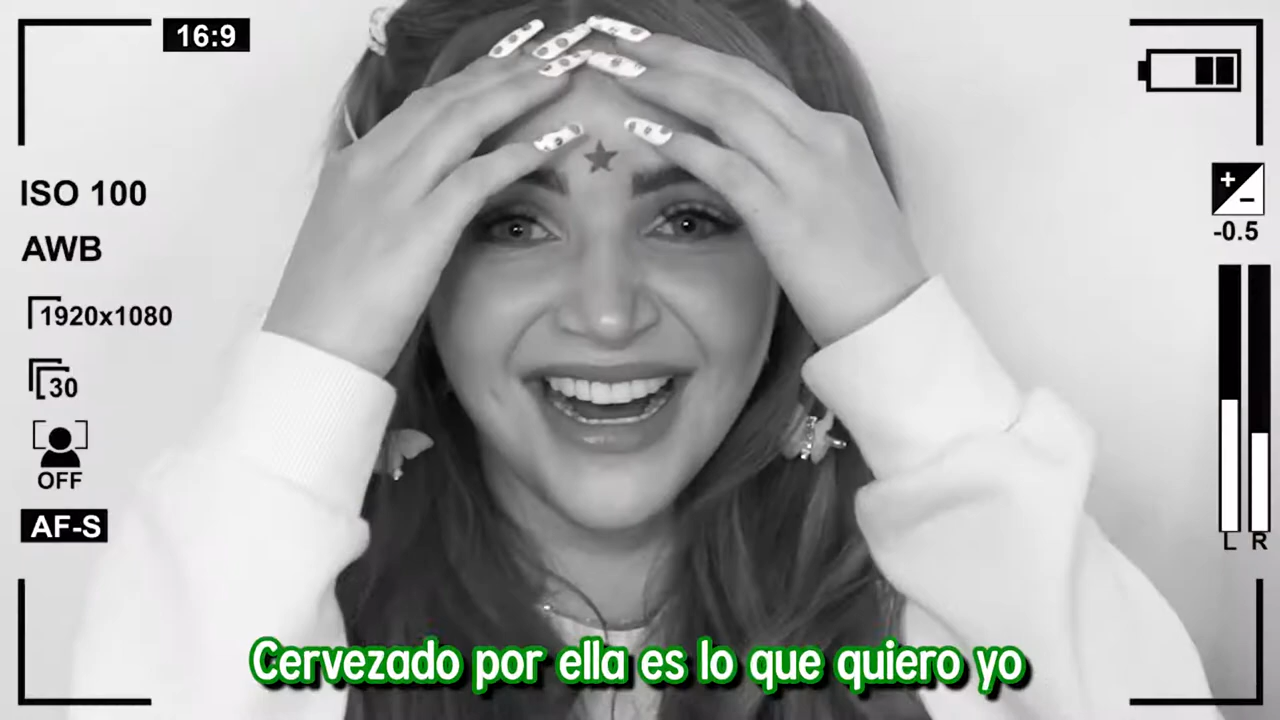 16:9
ISO 100
AWB
1920x1080
30
OFF
AF-S
+
-
-0.5
L R
Cervezado por ella es lo que quiero yo